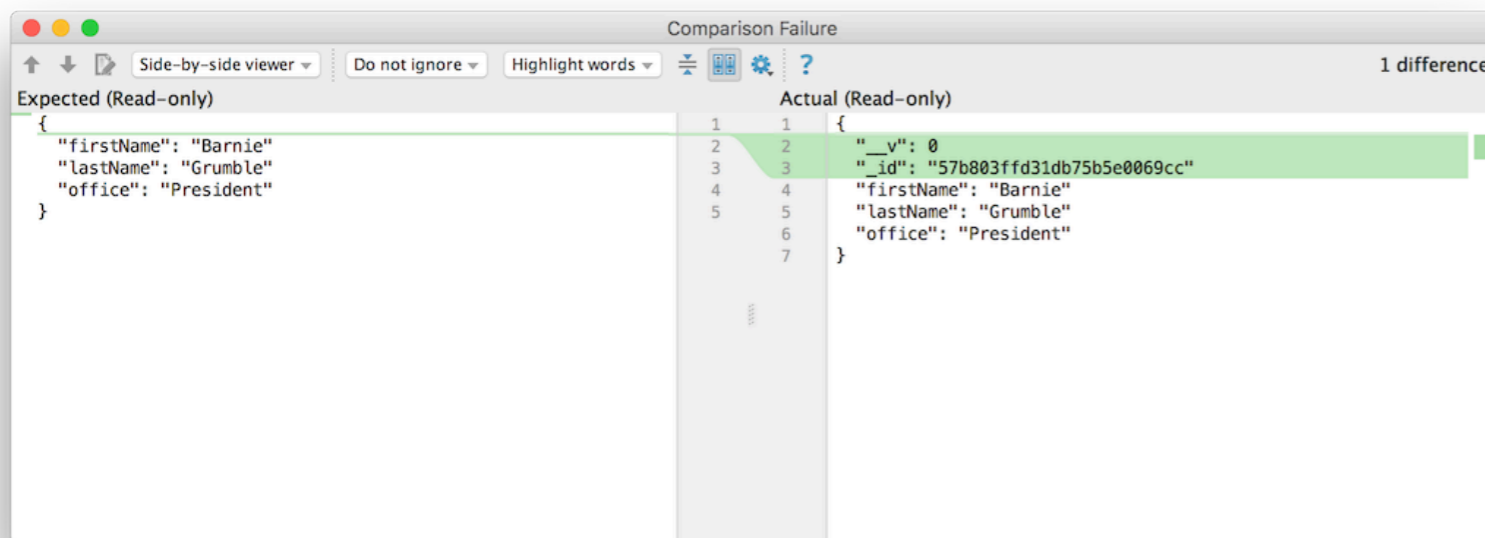 Comparison Failure
Side-by-side viewer Do not ignore Highlight words ? 1 difference
Expected (Read-only) Actual (Read-only)
{ 1 1 {
"firstName": "Barnie" 2 2 "__v": 0
"lastName": "Grumble" 3 3 "_id": "57b803ffd31db75b5e0069cc"
"office": "President" 4 4 "firstName": "Barnie"
} 5 5 "lastName": "Grumble"
6 "office": "President"
7 }